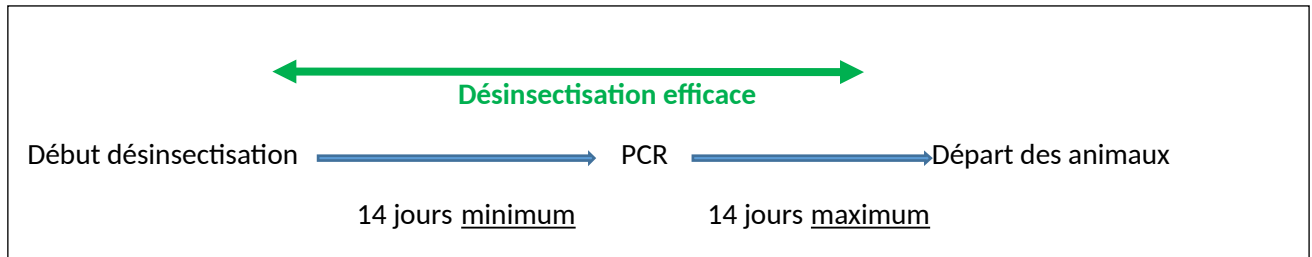 Désinsectisation efficace
Début désinsectisation PCR Départ des animaux
14 jours minimum 14 jours maximum